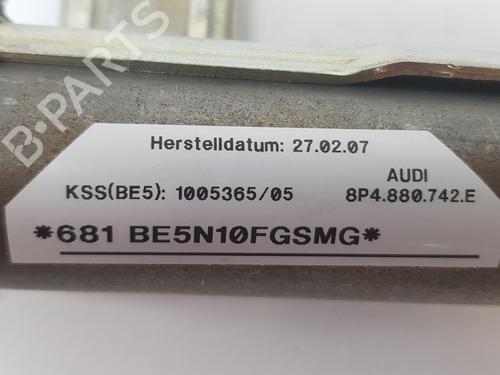 B-PARTS
Herstelldatum: 27.02.07
AUDI
KSS(BE5): 1005365/05 8P4.880.742.E
*681 BE5N10FGSMG*